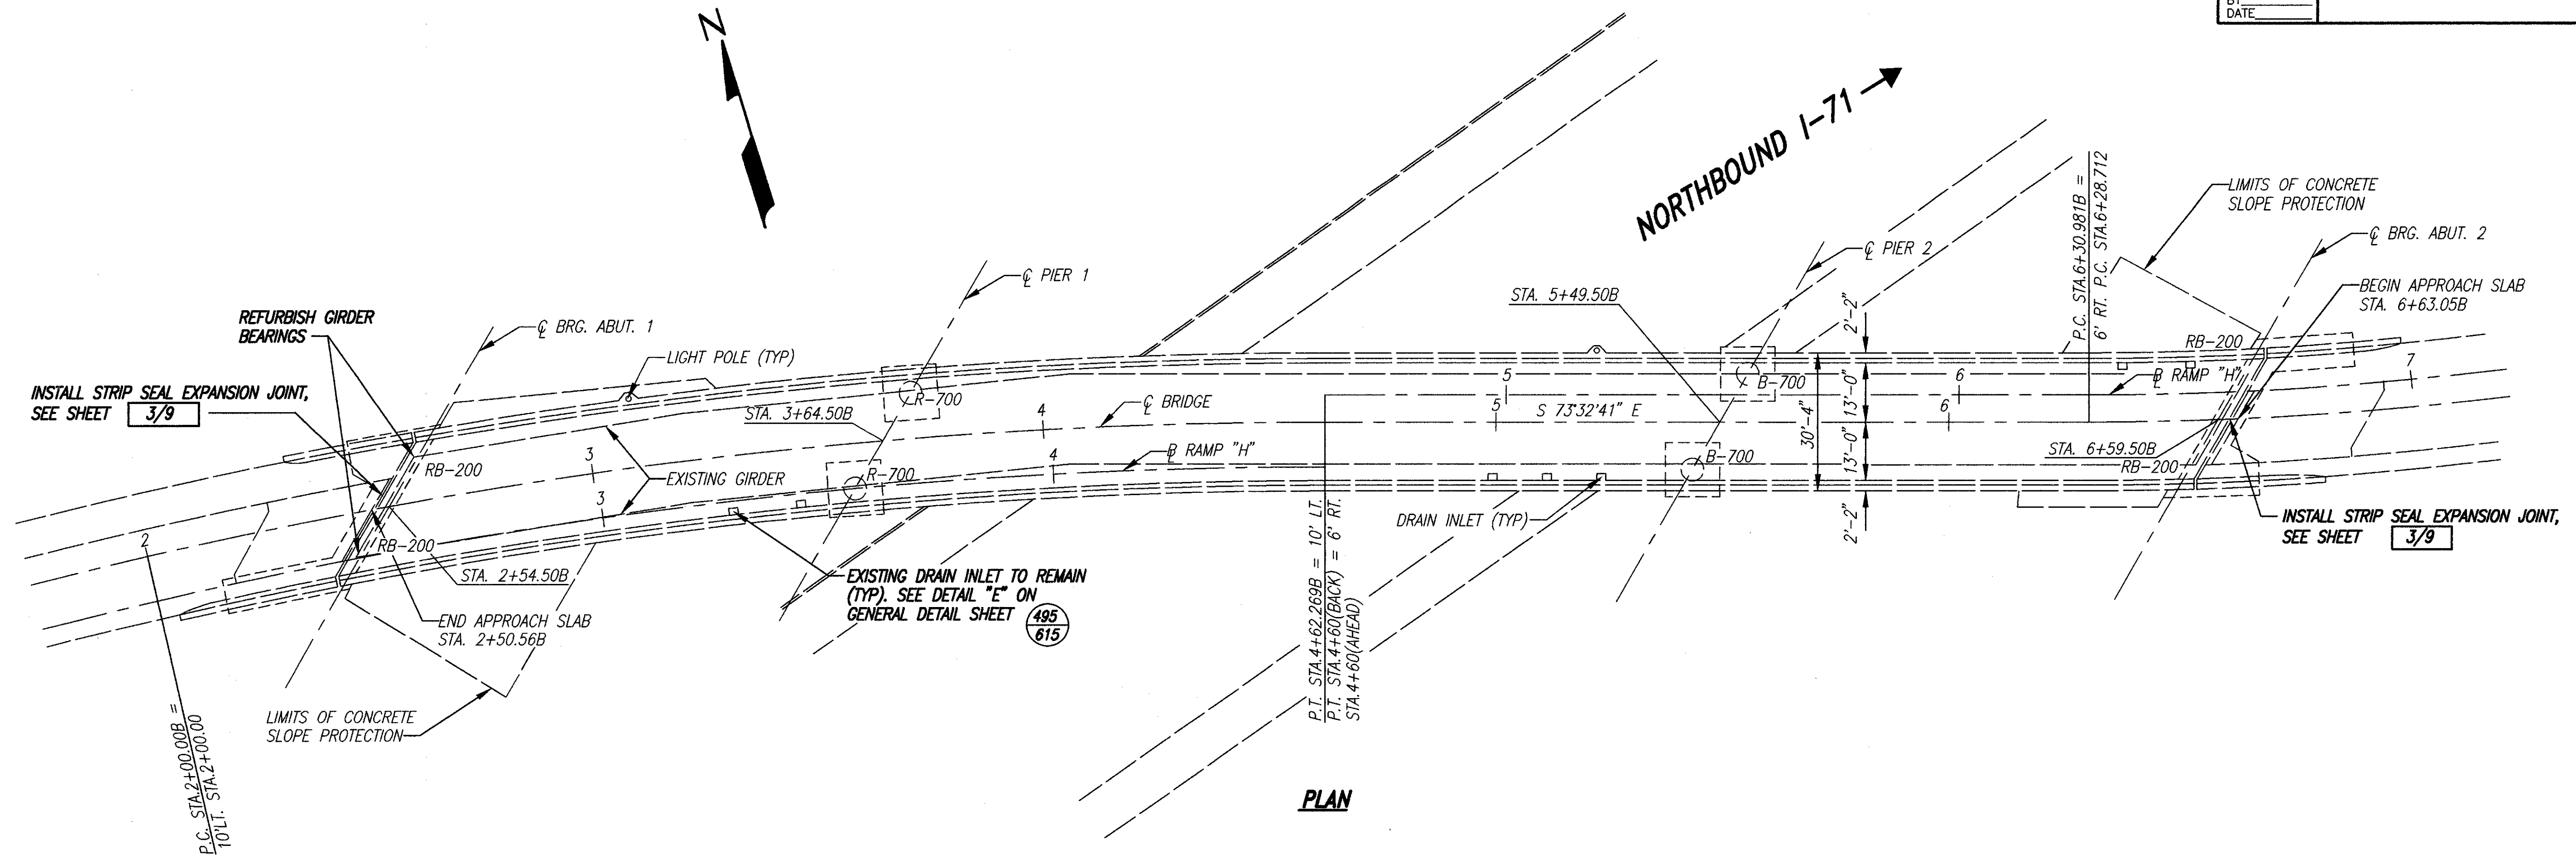 BY
DATE
N
NORTHBOUND I-71
LIMITS OF CONCRETE
SLOPE PROTECTION
℄ BRG. ABUT. 2
BEGIN APPROACH SLAB
STA. 6+63.05B
P.C. STA.6+30.981B =
6' RT. P.C. STA.6+28.712
℄ PIER 2
℄ PIER 1
STA. 5+49.50B
REFURBISH GIRDER
BEARINGS
℄ BRG. ABUT. 1
LIGHT POLE (TYP)
INSTALL STRIP SEAL EXPANSION JOINT,
SEE SHEET 3/9
STA. 3+64.50B
R-700
℄ BRIDGE
S 73°32'41" E
B-700
2'-2"
13'-0"
30'-4"
13'-0"
2'-2"
RB-200
RAMP "H"
2
3
4
5
6
7
3
4
5
6
RB-200
EXISTING GIRDER
R-700
RAMP "H"
B-700
STA. 6+59.50B
RB-200
RB-200
STA. 2+54.50B
END APPROACH SLAB
STA. 2+50.56B
EXISTING DRAIN INLET TO REMAIN
(TYP). SEE DETAIL "E" ON
GENERAL DETAIL SHEET 495
615
DRAIN INLET (TYP)
INSTALL STRIP SEAL EXPANSION JOINT,
SEE SHEET 3/9
P.T. STA.4+62.269B = 10' LT.
P.T. STA.4+60(BACK) = 6' RT.
STA.4+60(AHEAD)
LIMITS OF CONCRETE
SLOPE PROTECTION
P.C. STA.2+00.00B =
10'LT. STA.2+00.00
PLAN